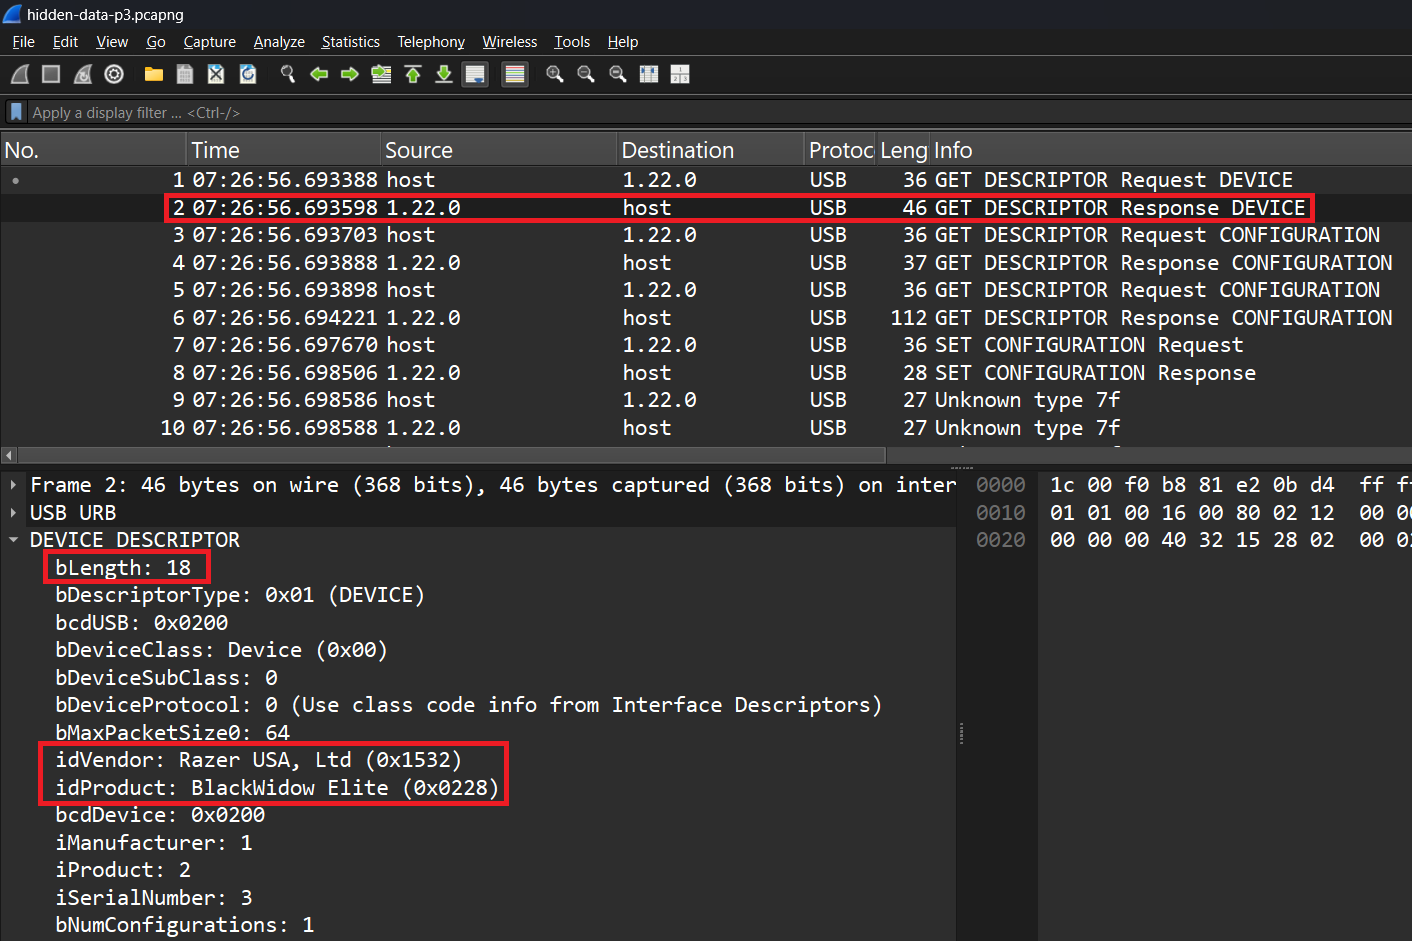 hidden-data-p3.pcapng
File Edit View Go Capture Analyze Statistics Telephony Wireless Tools Help
Apply a display filter ... <Ctrl-/>
No. Time Source Destination Protoc Leng Info
1 07:26:56.693388 host 1.22.0 USB 36 GET DESCRIPTOR Request DEVICE
2 07:26:56.693598 1.22.0 host USB 46 GET DESCRIPTOR Response DEVICE
3 07:26:56.693703 host 1.22.0 USB 36 GET DESCRIPTOR Request CONFIGURATION
4 07:26:56.693888 1.22.0 host USB 37 GET DESCRIPTOR Response CONFIGURATION
5 07:26:56.693898 host 1.22.0 USB 36 GET DESCRIPTOR Request CONFIGURATION
6 07:26:56.694221 1.22.0 host USB 112 GET DESCRIPTOR Response CONFIGURATION
7 07:26:56.697670 host 1.22.0 USB 36 SET CONFIGURATION Request
8 07:26:56.698506 1.22.0 host USB 28 SET CONFIGURATION Response
9 07:26:56.698586 host 1.22.0 USB 27 Unknown type 7f
10 07:26:56.698588 1.22.0 host USB 27 Unknown type 7f
Frame 2: 46 bytes on wire (368 bits), 46 bytes captured (368 bits) on inter
USB URB
DEVICE DESCRIPTOR
bLength: 18
bDescriptorType: 0x01 (DEVICE)
bcdUSB: 0x0200
bDeviceClass: Device (0x00)
bDeviceSubClass: 0
bDeviceProtocol: 0 (Use class code info from Interface Descriptors)
bMaxPacketSize0: 64
idVendor: Razer USA, Ltd (0x1532)
idProduct: BlackWidow Elite (0x0228)
bcdDevice: 0x0200
iManufacturer: 1
iProduct: 2
iSerialNumber: 3
bNumConfigurations: 1
0000 1c 00 f0 b8 81 e2 0b d4 ff
0010 01 01 00 16 00 80 02 12 00
0020 00 00 00 40 32 15 28 02 00